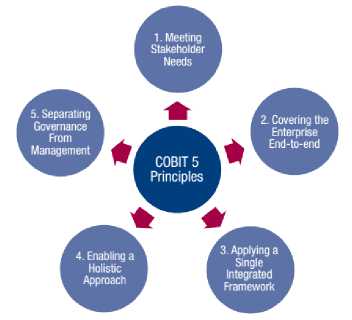 1. Meeting
Stakeholder
Needs
2. Covering the
Enterprise
End-to-end
3. Applying a
Single
Integrated
Framework
4. Enabling a
Holistic
Approach
5. Separating
Governance
From
Management
COBIT 5
Principles